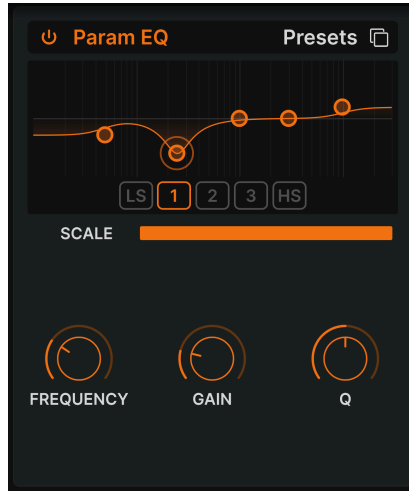 Param EQ Presets
LS 1 2 3 HS
SCALE
FREQUENCY GAIN Q